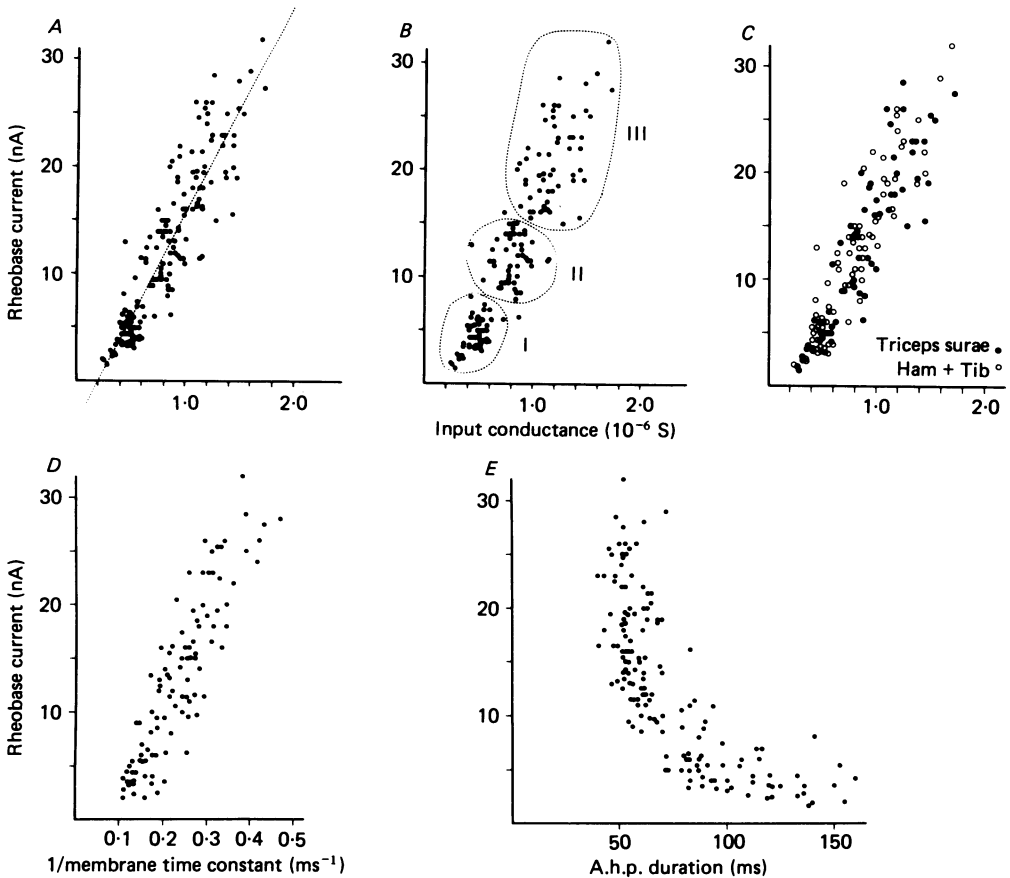 A
B
C
Rheobase current (nA)
30
20
10
1·0
2·0
30
20
10
III
II
I
1·0
2·0
Input conductance (10⁻⁶ S)
30
20
10
Triceps surae •
Ham + Tib ○
1·0
2·0
D
E
Rheobase current (nA)
30
20
10
0·1
0·2
0·3
0·4
0·5
1/membrane time constant (ms⁻¹)
30
20
10
50
100
150
A.h.p. duration (ms)